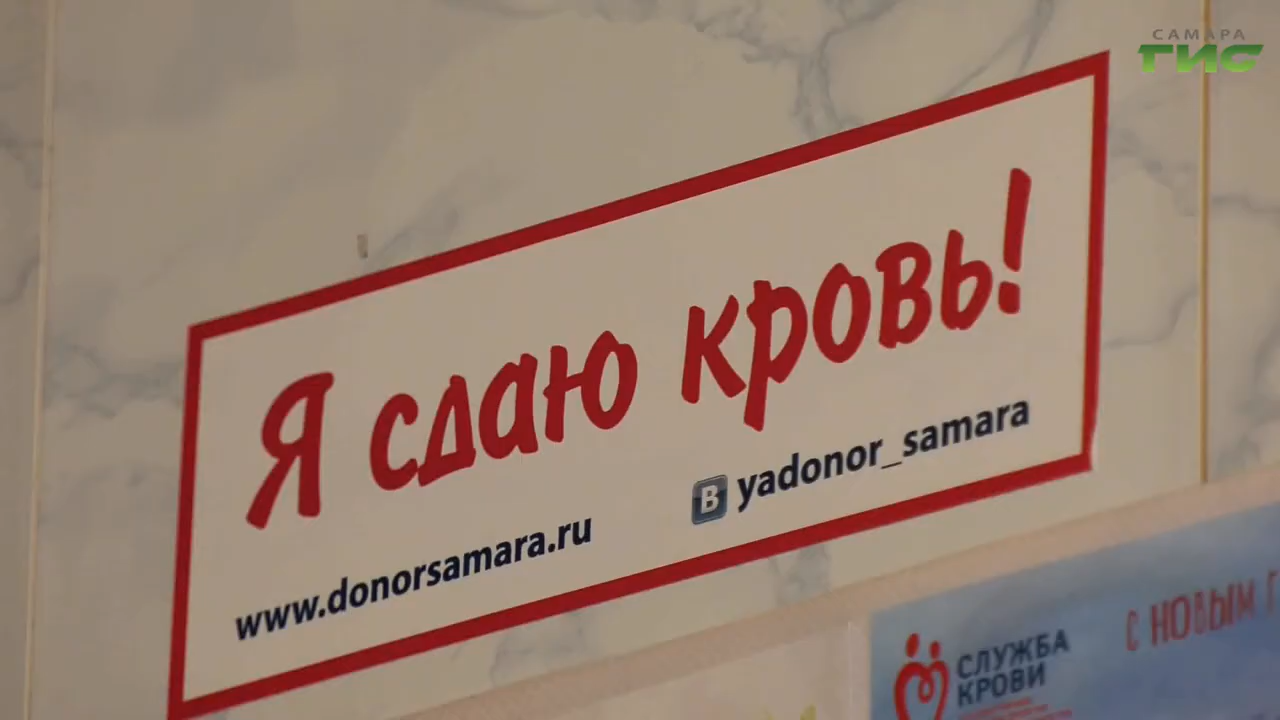 САМАРА
ГИС
Я сдаю кровь!
www.donorsamara.ru
В yadonor_samara
СЛУЖБА
КРОВИ
С НОВЫМ